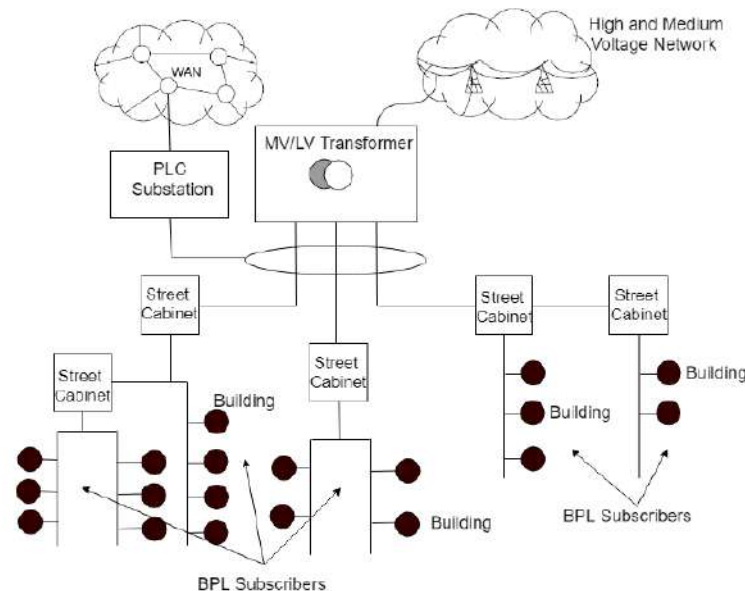 High and Medium
Voltage Network
WAN
MV/LV Transformer
PLC
Substation
Street
Cabinet
Street
Cabinet
Street
Cabinet
Street
Cabinet
Street
Cabinet
Building
Building
Building
Building
BPL Subscribers
BPL Subscribers